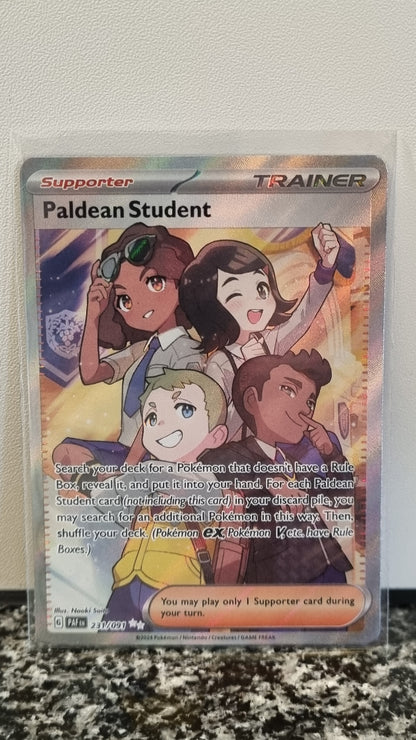 Supporter
TRAINER
Paldean Student
Search your deck for a Pokémon that doesn't have a Rule
Box, reveal it, and put it into your hand. For each Paldean
Student card (not including this card) in your discard pile, you
may search for an additional Pokémon in this way. Then,
shuffle your deck. (Pokémon ex, Pokémon V, etc. have Rule
Boxes.)
Illus. Naoki Saito
You may play only 1 Supporter card during
your turn.
G PAF EN 231/091
©2024 Pokémon / Nintendo / Creatures / GAME FREAK